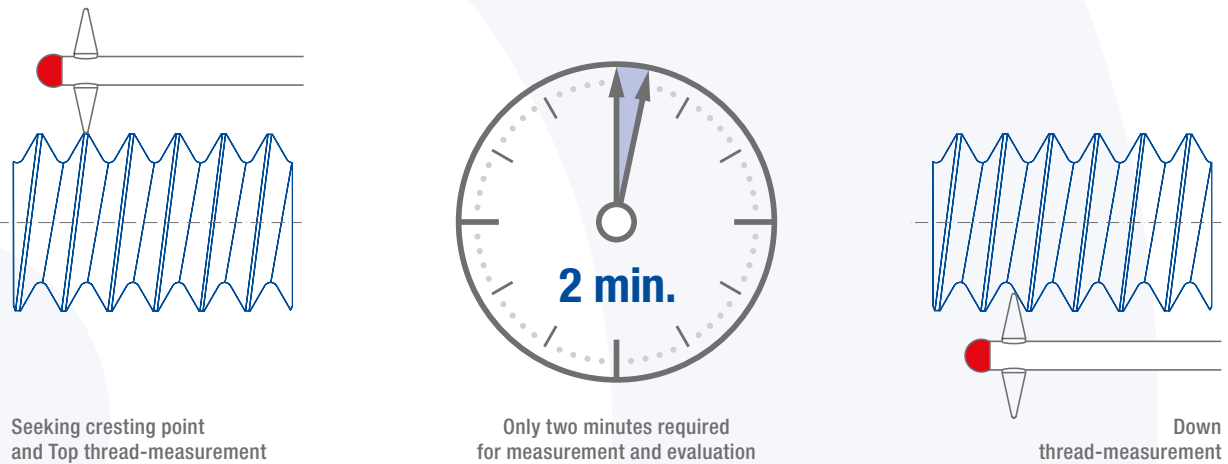 2 min.
Seeking cresting point
and Top thread-measurement
Only two minutes required
for measurement and evaluation
Down
thread-measurement